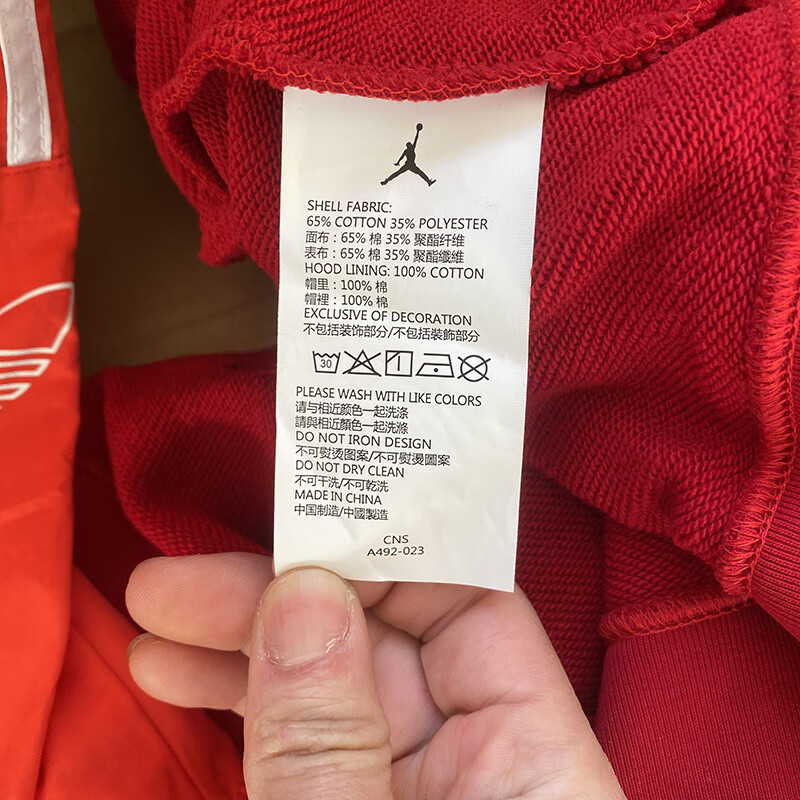 SHELL FABRIC:
65% COTTON 35% POLYESTER
面布：65% 棉 35% 聚酯纤维
表布：65% 棉 35% 聚酯纖維
HOOD LINING: 100% COTTON
帽里：100% 棉
帽裡：100% 棉
EXCLUSIVE OF DECORATION
不包括装饰部分/不包括裝飾部分
30
PLEASE WASH WITH LIKE COLORS
请与相近颜色一起洗涤
請與相近顏色一起洗滌
DO NOT IRON DESIGN
不可熨烫图案/不可熨燙圖案
DO NOT DRY CLEAN
不可干洗/不可乾洗
MADE IN CHINA
中国制造/中國製造
CNS
A492-023